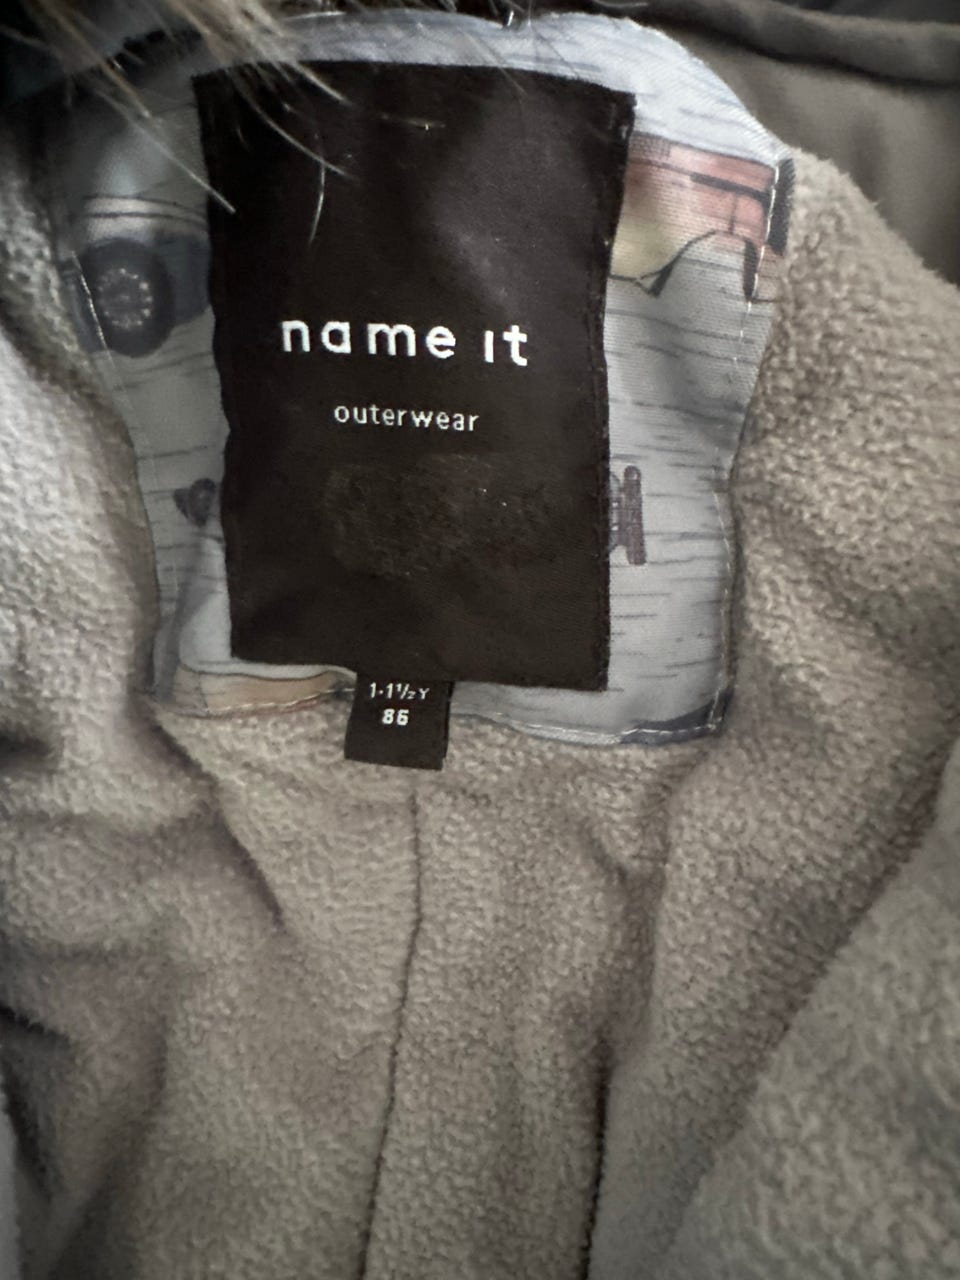 name it
outerwear
1-1½Y
86